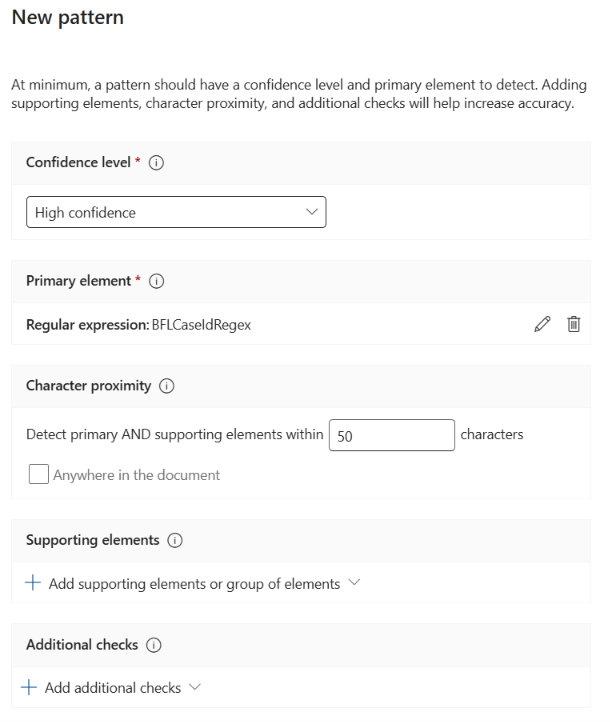 New pattern
At minimum, a pattern should have a confidence level and primary element to detect. Adding
supporting elements, character proximity, and additional checks will help increase accuracy.
Confidence level *
High confidence
Primary element *
Regular expression: BFLCaseIdRegex
Character proximity
Detect primary AND supporting elements within 50 characters
Anywhere in the document
Supporting elements
Add supporting elements or group of elements
Additional checks
Add additional checks